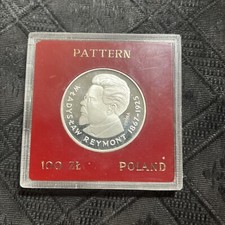 PATTERN
WŁADYSŁAW REYMONT 1867-1925
100 ZŁ POLAND